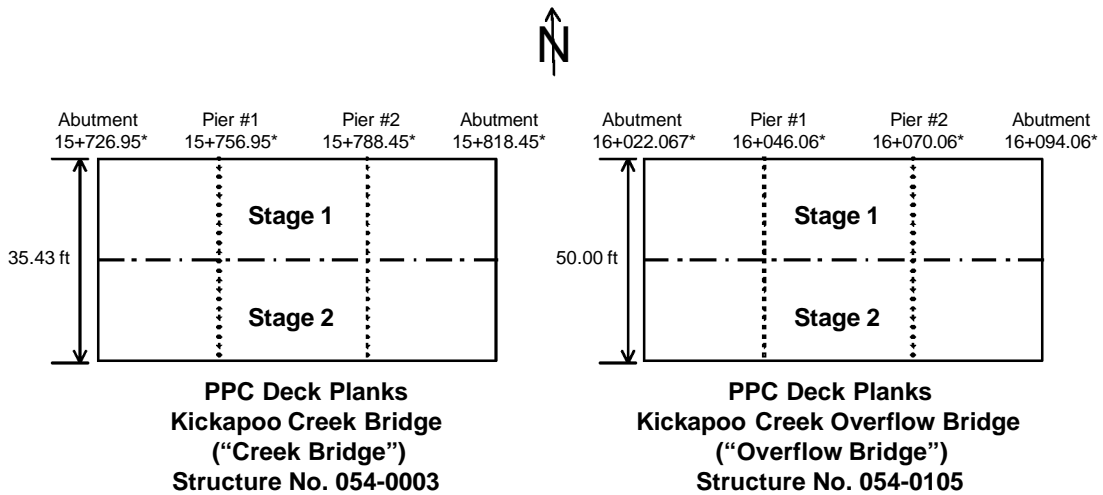 N
Abutment Pier #1 Pier #2 Abutment
15+726.95* 15+756.95* 15+788.45* 15+818.45*
35.43 ft
Stage 1
Stage 2
PPC Deck Planks
Kickapoo Creek Bridge
(“Creek Bridge”)
Structure No. 054-0003
Abutment Pier #1 Pier #2 Abutment
16+022.067* 16+046.06* 16+070.06* 16+094.06*
50.00 ft
Stage 1
Stage 2
PPC Deck Planks
Kickapoo Creek Overflow Bridge
(“Overflow Bridge”)
Structure No. 054-0105